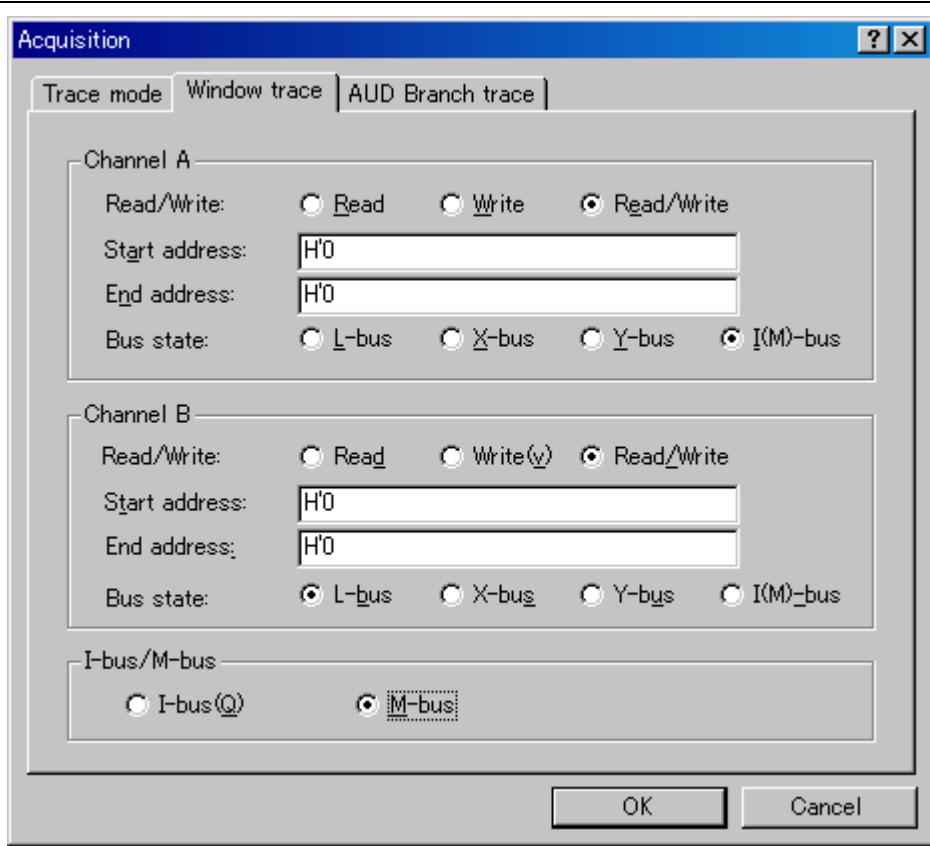 Acquisition
Trace mode Window trace AUD Branch trace
Channel A
Read/Write: Read Write Read/Write
Start address: H'0
End address: H'0
Bus state: L-bus X-bus Y-bus I(M)-bus
Channel B
Read/Write: Read Write(v) Read/Write
Start address: H'0
End address: H'0
Bus state: L-bus X-bus Y-bus I(M)-bus
I-bus/M-bus
I-bus(Q) M-bus
OK Cancel